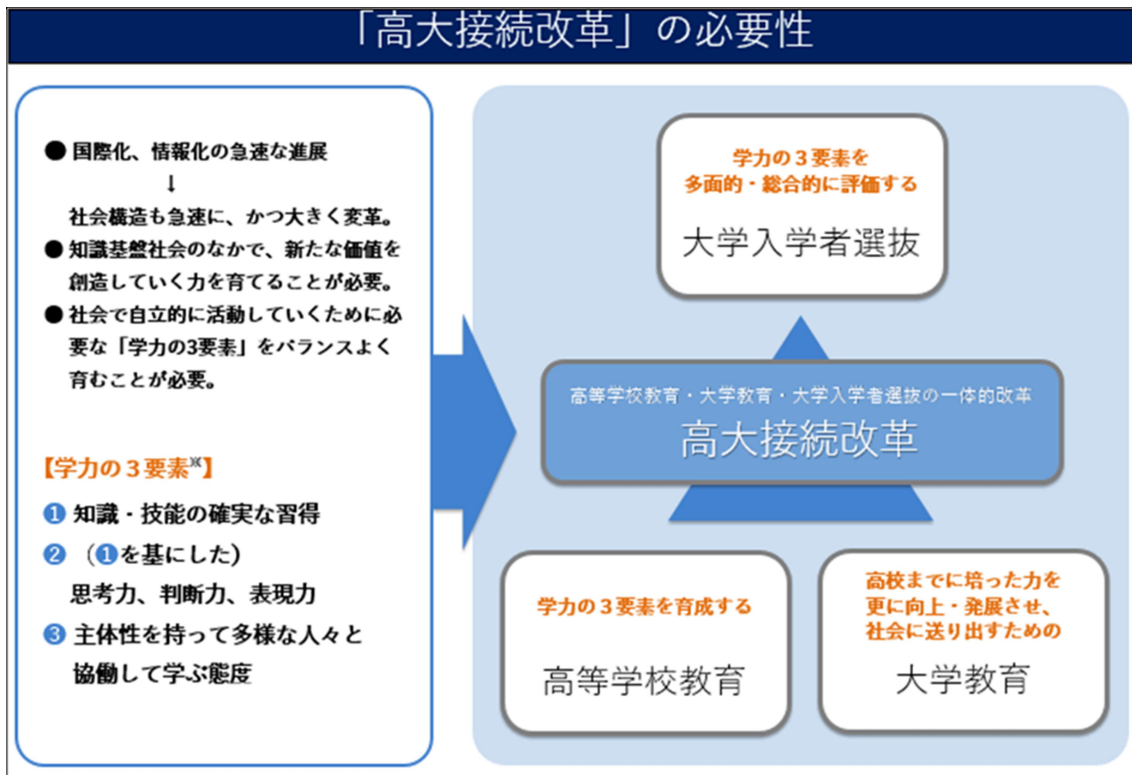 「高大接続改革」の必要性
● 国際化、情報化の急速な進展
↓
社会構造も急速に、かつ大きく変革。
● 知識基盤社会のなかで、新たな価値を
創造していく力を育てることが必要。
● 社会で自立的に活動していくために必
要な「学力の3要素」をバランスよく
育むことが必要。
【学力の３要素※】
❶ 知識・技能の確実な習得
❷ （❶を基にした）
思考力、判断力、表現力
❸ 主体性を持って多様な人々と
協働して学ぶ態度
学力の３要素を
多面的・総合的に評価する
大学入学者選抜
高等学校教育・大学教育・大学入学者選抜の一体的改革
高大接続改革
学力の３要素を育成する
高等学校教育
高校までに培った力を
更に向上・発展させ、
社会に送り出すための
大学教育